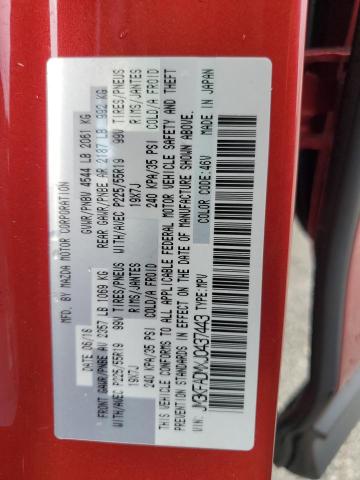 MFD. BY MAZDA MOTOR CORPORATION
DATE: 06/18 GVWR/PNBV 4544 LB 2061 KG
FRONT GAWR/PNBE AV 2357 LB 1069 KG REAR GAWR/PNBE AR 2187 LB 992 KG
WITH/AVEC P225/55R19 99V TIRES/PNEUS WITH/AVEC P225/55R19 99V TIRES/PNEUS
19X7J RIMS/JANTES 19X7J RIMS/JANTES
240 KPA/35 PSI COLD/A FROID 240 KPA/35 PSI COLD/A FROID
THIS VEHICLE CONFORMS TO ALL APPLICABLE FEDERAL MOTOR VEHICLE SAFETY AND THEFT
PREVENTION STANDARDS IN EFFECT ON THE DATE OF MANUFACTURE SHOWN ABOVE.
VIN: TYPE: MPV COLOR CODE: 46V MADE IN JAPAN